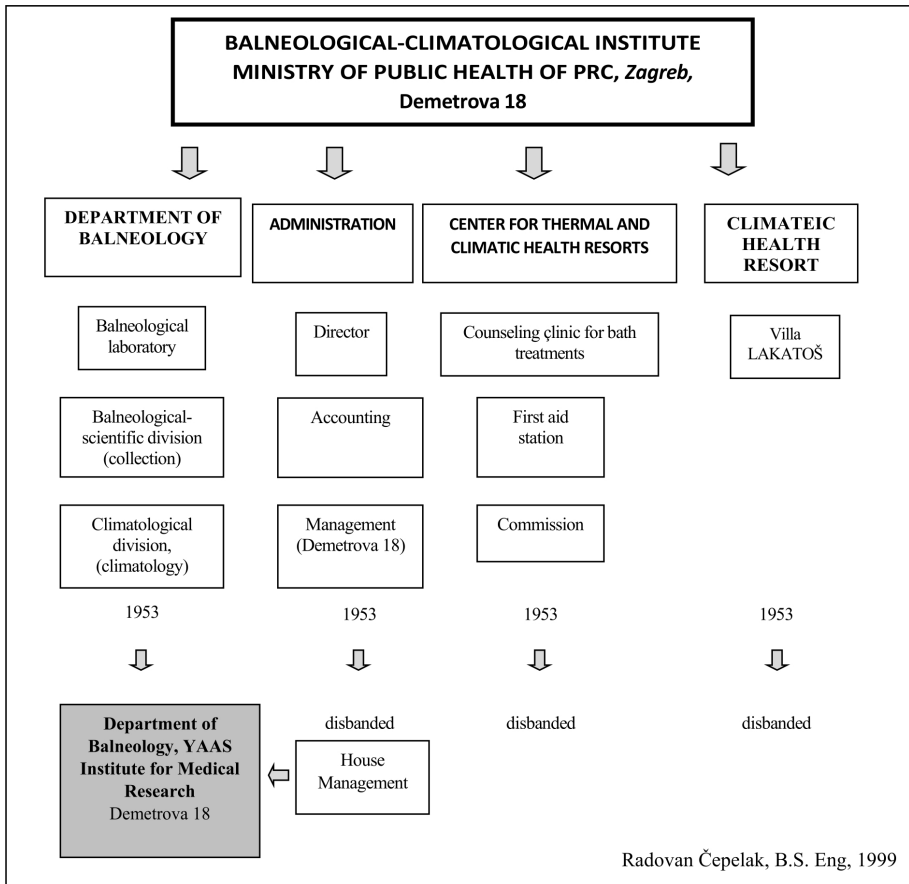 BALNEOLOGICAL-CLIMATOLOGICAL INSTITUTE
MINISTRY OF PUBLIC HEALTH OF PRC, Zagreb,
Demetrova 18
DEPARTMENT OF
BALNEOLOGY
ADMINISTRATION
CENTER FOR THERMAL AND
CLIMATIC HEALTH RESORTS
CLIMATEIC
HEALTH
RESORT
Balneological
laboratory
Director
Counseling çlinic for bath
treatments
Villa
LAKATOŠ
Balneological-
scientific division
(collection)
Accounting
First aid
station
Climatological
division,
(climatology)
Management
(Demetrova 18)
Commission
1953
1953
1953
1953
Department of
Balneology, YAAS
Institute for Medical
Research
Demetrova 18
disbanded
House
Management
disbanded
disbanded
Radovan Čepelak, B.S. Eng, 1999